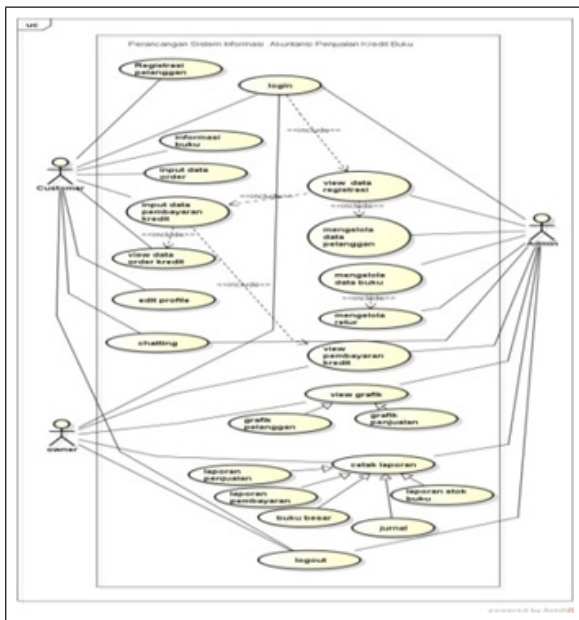 uc
Perancangan Sistem Informasi Akuntansi Penjualan Kredit Buku
Registrasi
pelanggan
login
<<include>>
informasi
buku
Customer
input data
order
view data
registrasi
<<include>>
input data
pembayaran
kredit
<<include>>
mengelola
data
pelanggan
Admin
<<include>>
view data
order kredit
mengelola
data buku
<<include>>
<<include>>
edit profile
mengelola
retur
chatting
view
pembayaran
kredit
view grafik
grafik
pelanggan
grafik
penjualan
owner
cetak laporan
laporan
penjualan
laporan
pembayaran
laporan stok
buku
buku besar
jurnal
logout
powered by Astah